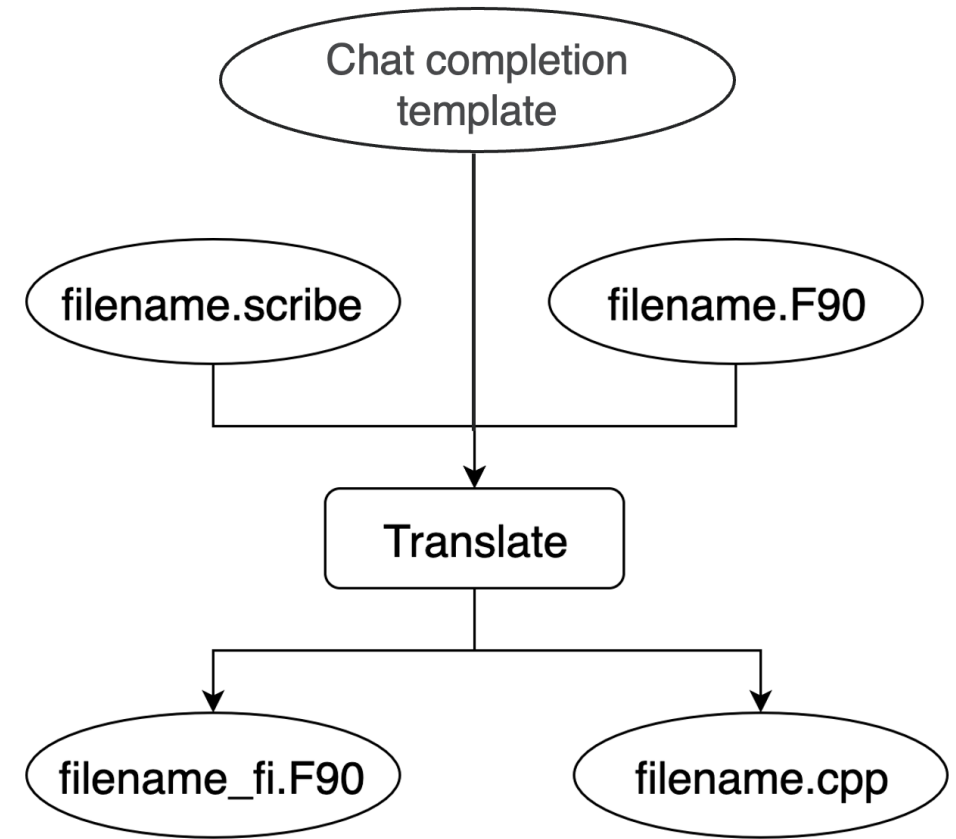 Chat completion
template
filename.scribe
filename.F90
Translate
filename_fi.F90
filename.cpp